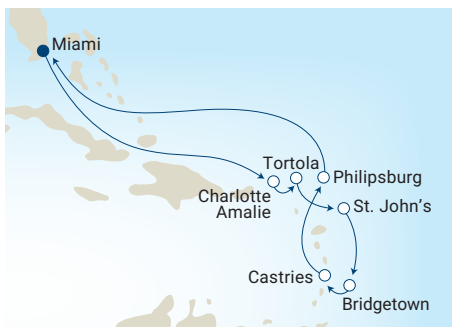 Miami
Tortola
Philipsburg
Charlotte
Amalie
St. John's
Castries
Bridgetown